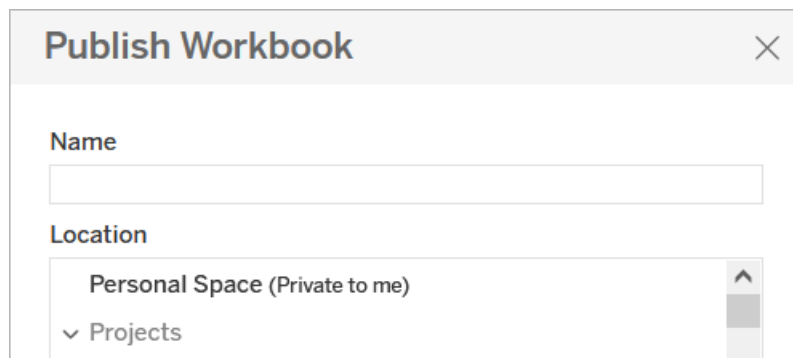 Publish Workbook
Name
Location
Personal Space (Private to me)
Projects